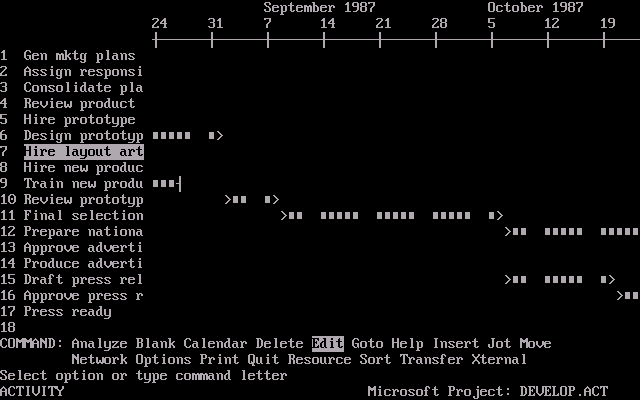 September 1987 October 1987
24 31 7 14 21 28 5 12 19
1 Gen mktg plans
2 Assign responsi
3 Consolidate pla
4 Review product
5 Hire prototype
6 Design prototyp
7 Hire layout art
8 Hire new produc
9 Train new produ
10 Review prototyp
11 Final selection
12 Prepare nationa
13 Approve adverti
14 Produce adverti
15 Draft press rel
16 Approve press r
17 Press ready
18
COMMAND: Analyze Blank Calendar Delete Edit Goto Help Insert Jot Move
Network Options Print Quit Resource Sort Transfer Xternal
Select option or type command letter
ACTIVITY Microsoft Project: DEVELOP.ACT